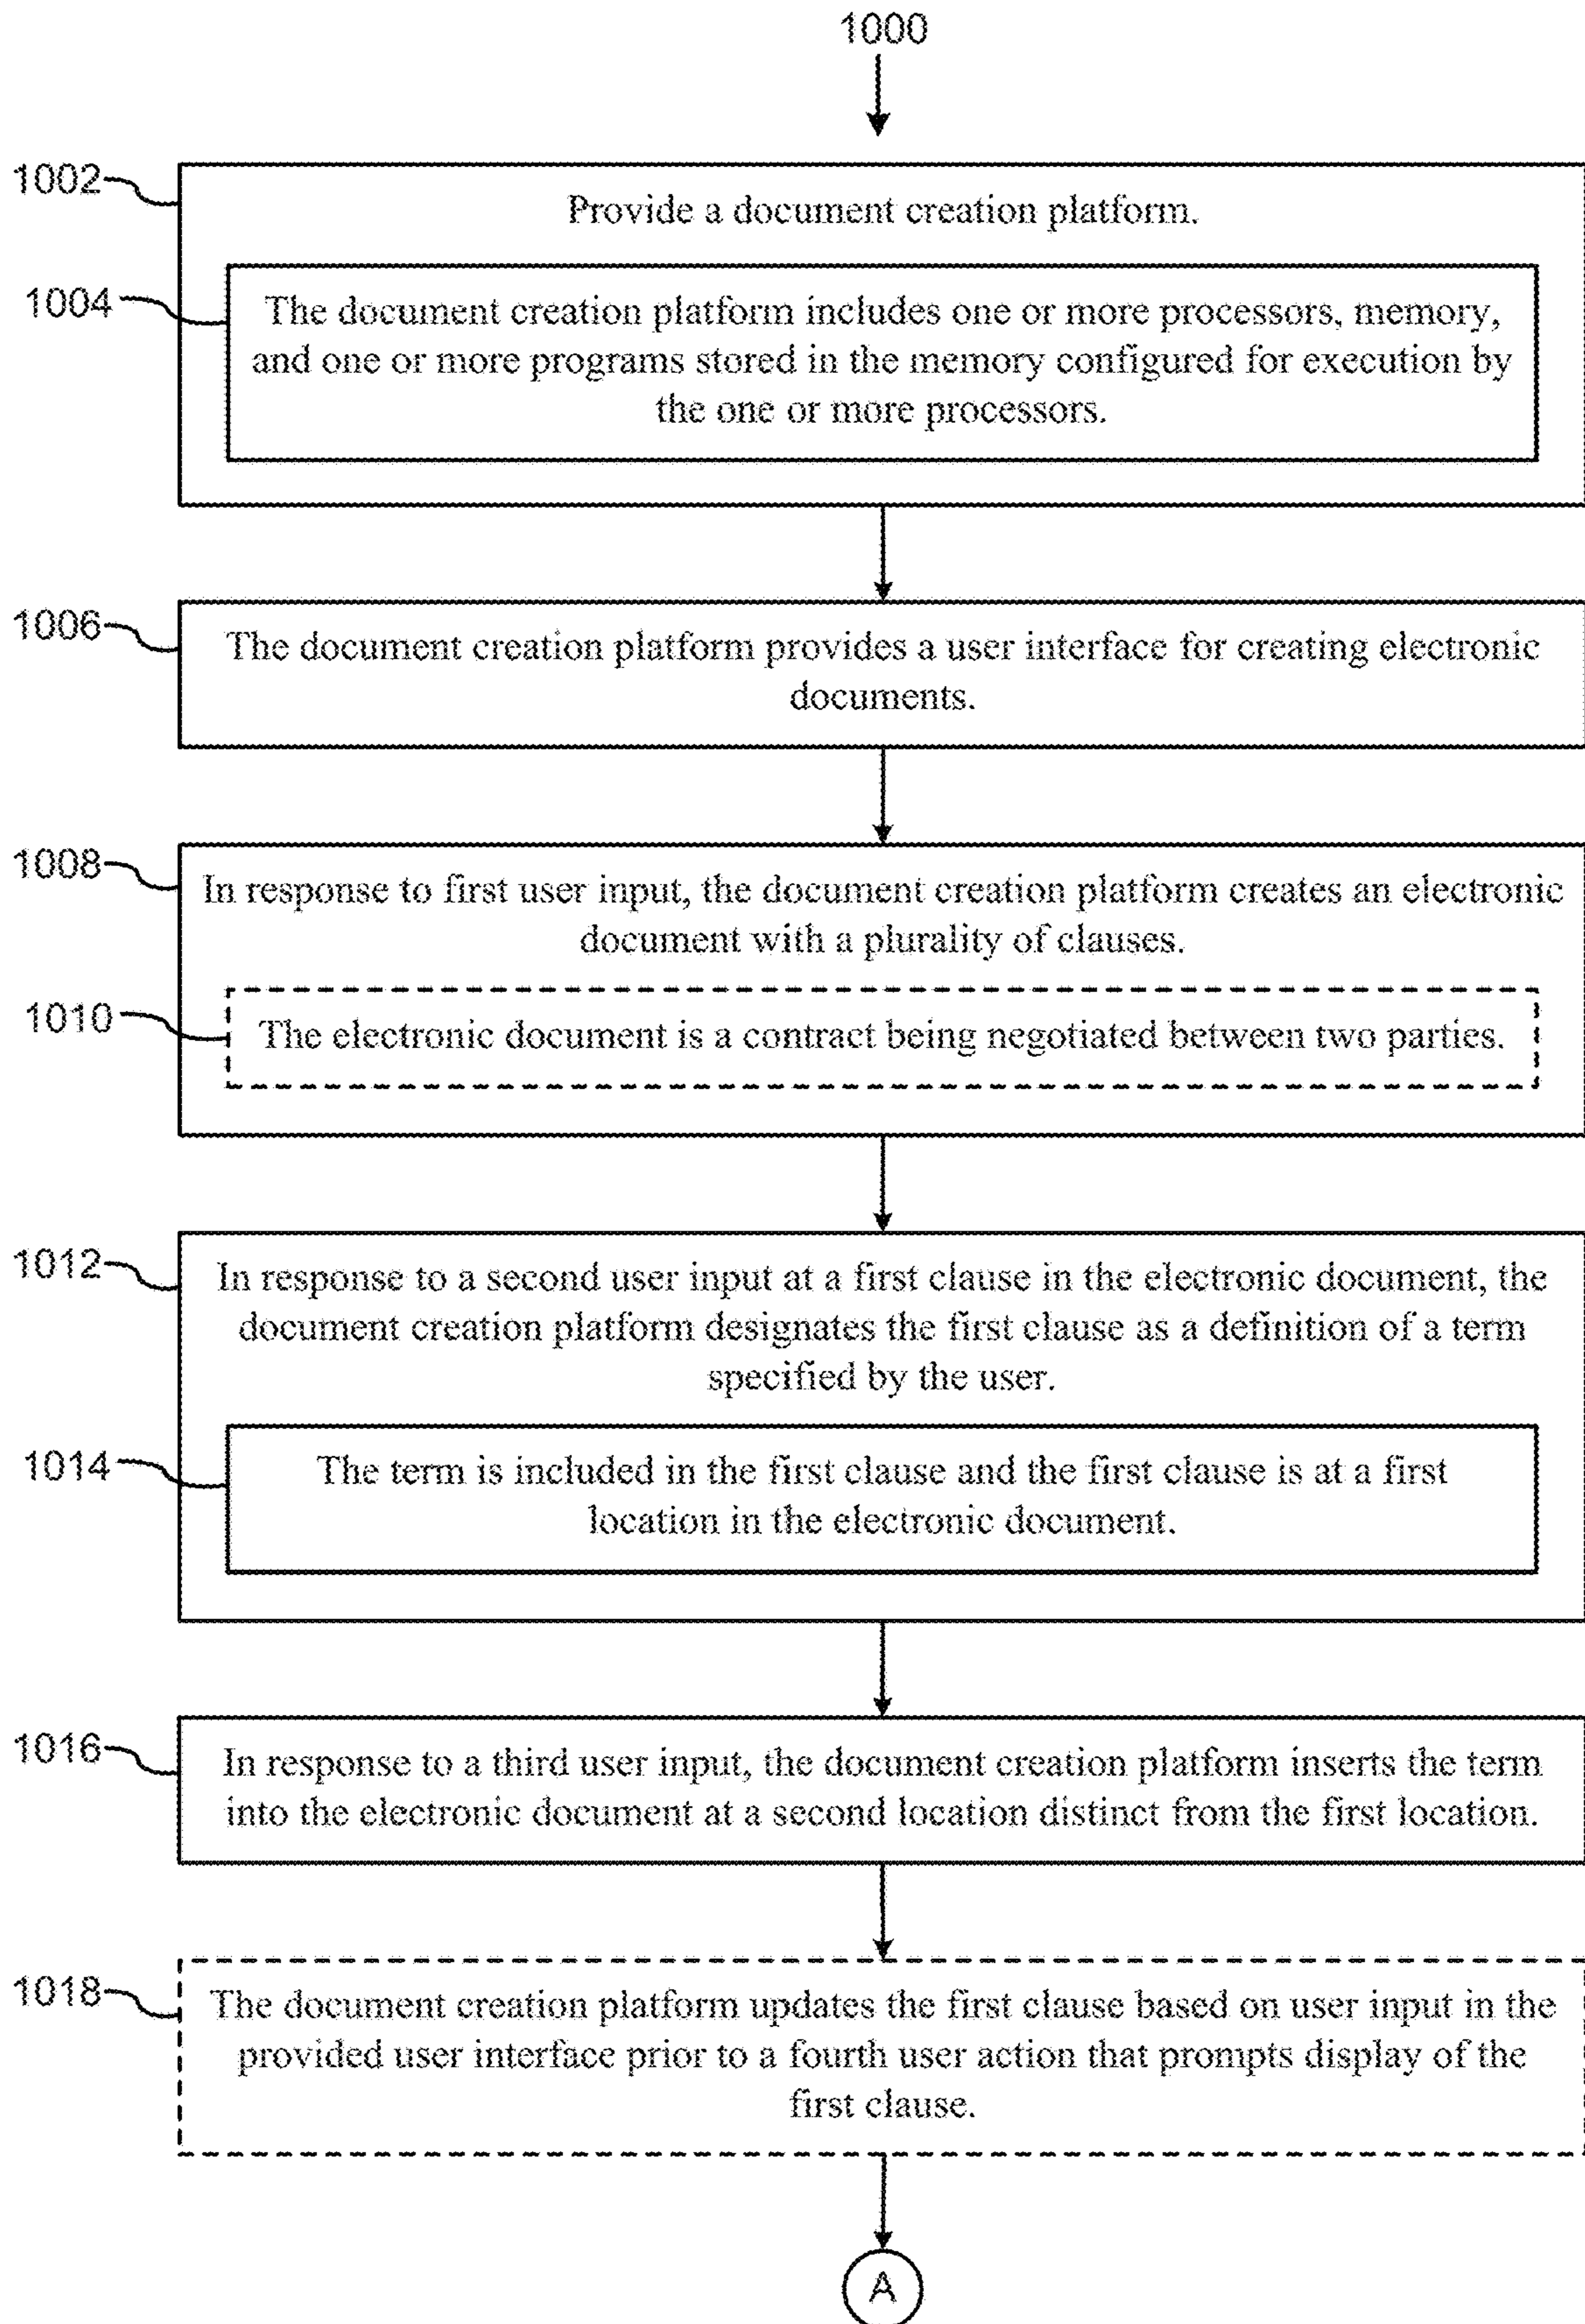 1000
1002
Provide a document creation platform.
1004
The document creation platform includes one or more processors, memory,
and one or more programs stored in the memory configured for execution by
the one or more processors.
1006
The document creation platform provides a user interface for creating electronic
documents.
1008
In response to first user input, the document creation platform creates an electronic
document with a plurality of clauses.
1010
The electronic document is a contract being negotiated between two parties.
1012
In response to a second user input at a first clause in the electronic document, the
document creation platform designates the first clause as a definition of a term
specified by the user.
1014
The term is included in the first clause and the first clause is at a first
location in the electronic document.
1016
In response to a third user input, the document creation platform inserts the term
into the electronic document at a second location distinct from the first location.
1018
The document creation platform updates the first clause based on user input in the
provided user interface prior to a fourth user action that prompts display of the
first clause.
A